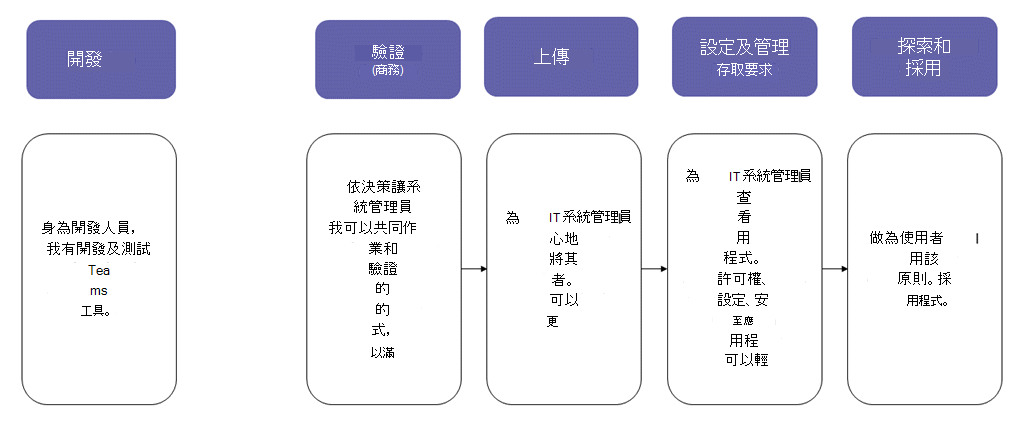 開發
驗證
(商務)
上傳
設定及管理
存取要求
探索和
採用
身為開發人員，
我有開發及測試
Tea
ms
工具。
依決策讓系
統管理員
我可以共同作
業和
驗證
的
的
式，
以滿
為 IT 系統管理員
心地
將其
者。
可以
更
為 IT 系統管理員
查
看
用
程式。
許可權、
設定、安
至應
用程
可以輕
做為使用者 I
用該
原則。採
用程式。